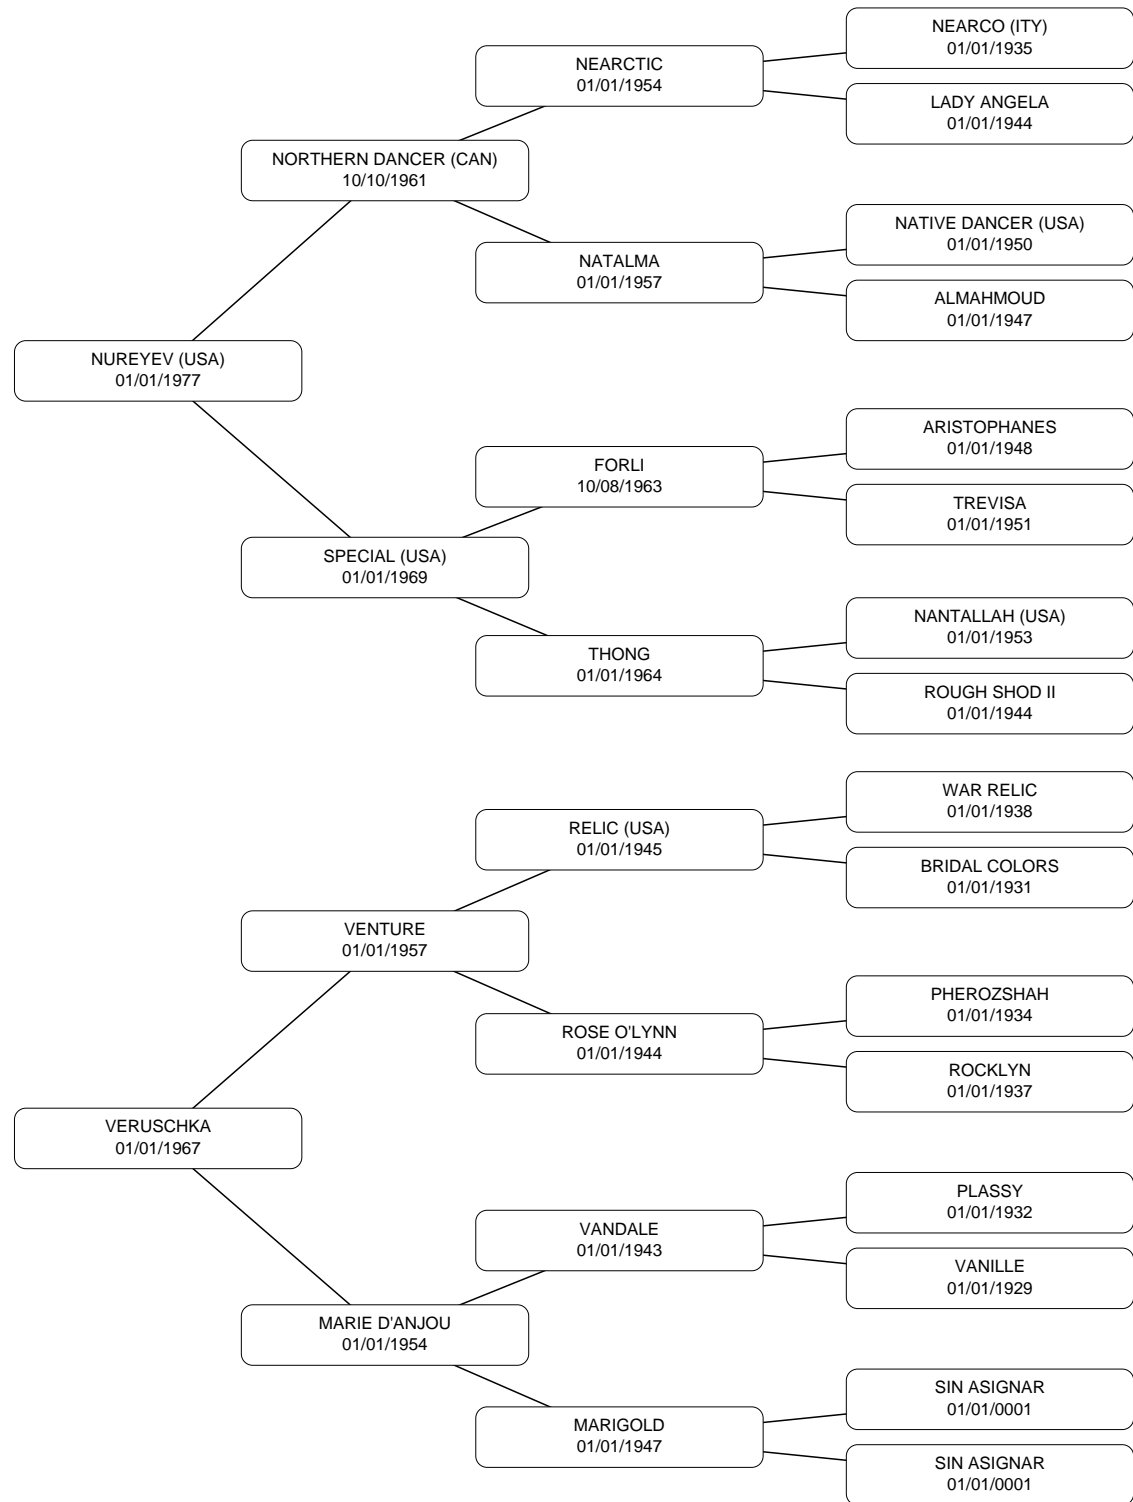 NEARCO (ITY)
01/01/1935
NEARCTIC
01/01/1954
LADY ANGELA
01/01/1944
NORTHERN DANCER (CAN)
10/10/1961
NATIVE DANCER (USA)
01/01/1950
NATALMA
01/01/1957
ALMAHMOUD
01/01/1947
NUREYEV (USA)
01/01/1977
ARISTOPHANES
01/01/1948
FORLI
10/08/1963
TREVISA
01/01/1951
SPECIAL (USA)
01/01/1969
NANTALLAH (USA)
01/01/1953
THONG
01/01/1964
ROUGH SHOD II
01/01/1944
WAR RELIC
01/01/1938
RELIC (USA)
01/01/1945
BRIDAL COLORS
01/01/1931
VENTURE
01/01/1957
PHEROZSHAH
01/01/1934
ROSE O'LYNN
01/01/1944
ROCKLYN
01/01/1937
VERUSCHKA
01/01/1967
PLASSY
01/01/1932
VANDALE
01/01/1943
VANILLE
01/01/1929
MARIE D'ANJOU
01/01/1954
SIN ASIGNAR
01/01/0001
MARIGOLD
01/01/1947
SIN ASIGNAR
01/01/0001